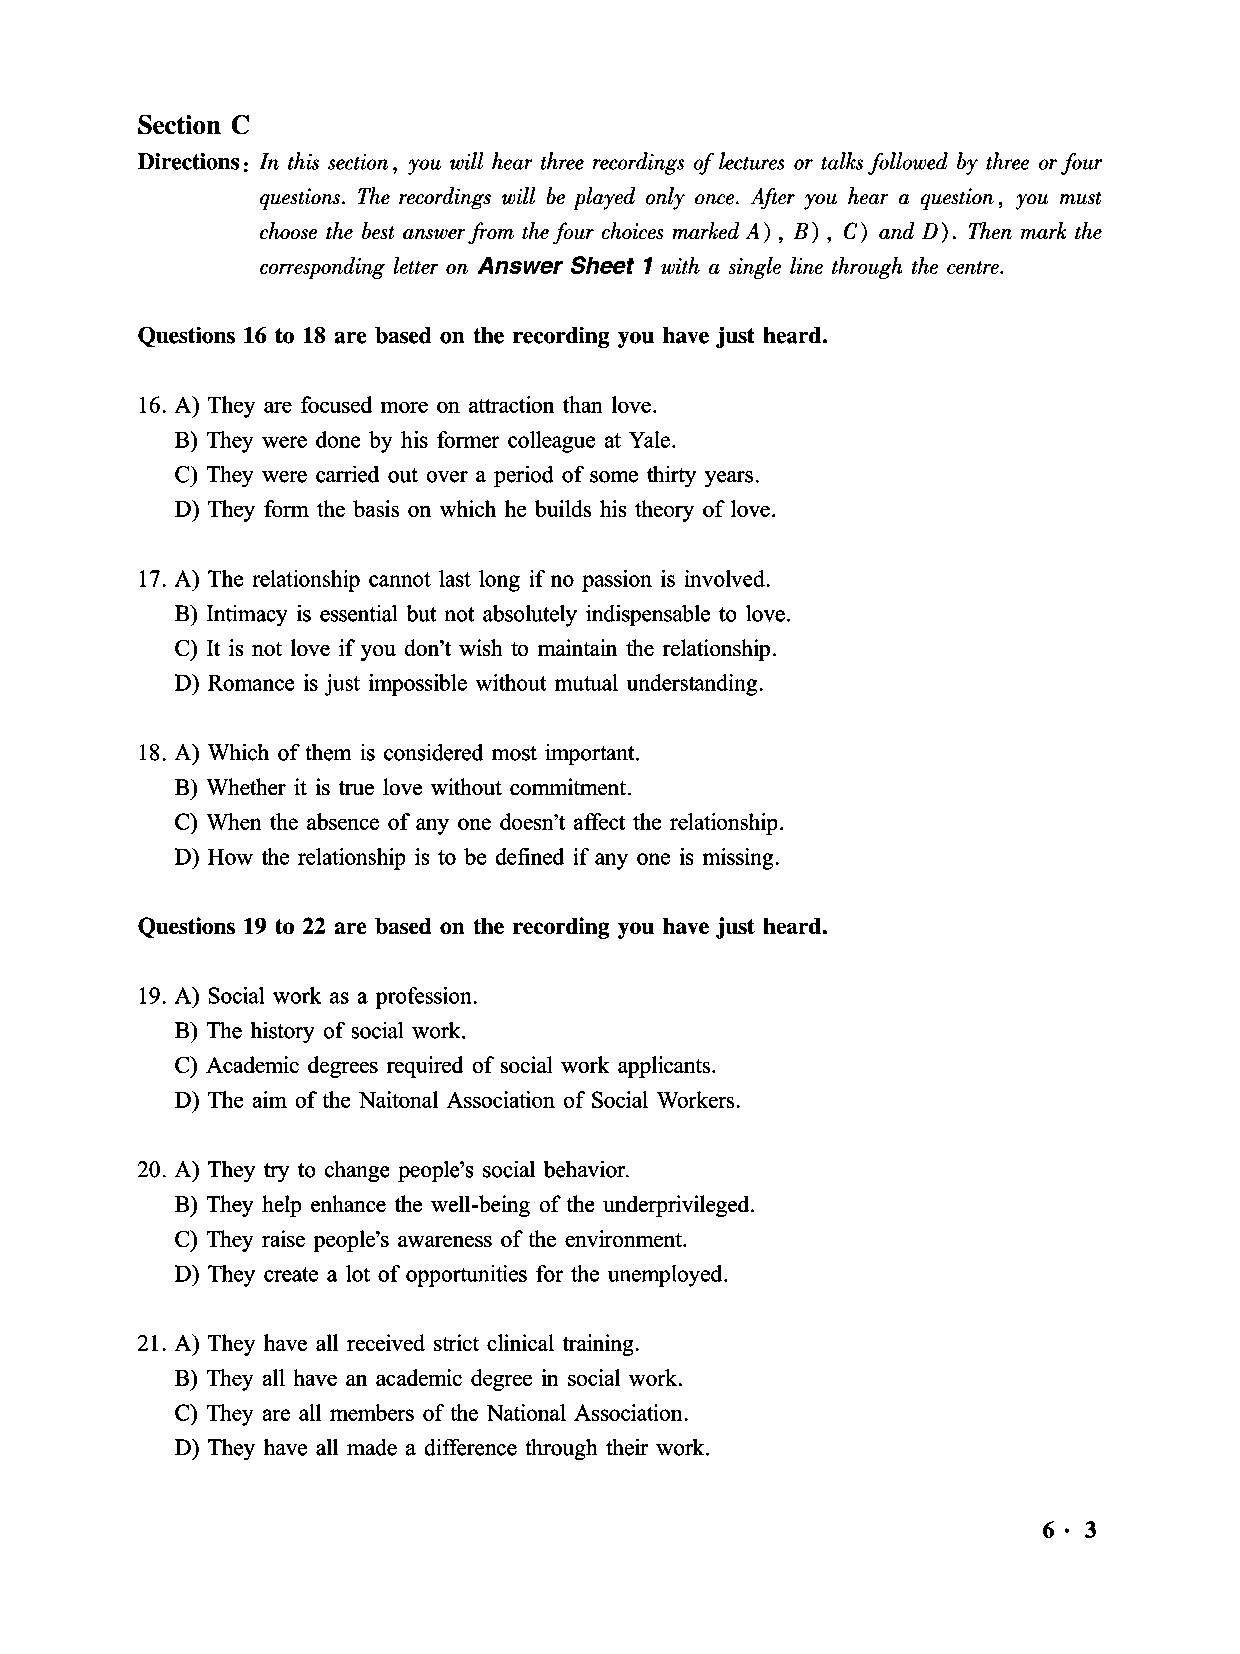 Section C
Directions: In this section, you will hear three recordings of lectures or talks followed by three or four
questions. The recordings will be played only once. After you hear a question, you must
choose the best answer from the four choices marked A), B), C) and D). Then mark the
corresponding letter on Answer Sheet 1 with a single line through the centre.
Questions 16 to 18 are based on the recording you have just heard.
16. A) They are focused more on attraction than love.
B) They were done by his former colleague at Yale.
C) They were carried out over a period of some thirty years.
D) They form the basis on which he builds his theory of love.
17. A) The relationship cannot last long if no passion is involved.
B) Intimacy is essential but not absolutely indispensable to love.
C) It is not love if you don't wish to maintain the relationship.
D) Romance is just impossible without mutual understanding.
18. A) Which of them is considered most important.
B) Whether it is true love without commitment.
C) When the absence of any one doesn't affect the relationship.
D) How the relationship is to be defined if any one is missing.
Questions 19 to 22 are based on the recording you have just heard.
19. A) Social work as a profession.
B) The history of social work.
C) Academic degrees required of social work applicants.
D) The aim of the Naitonal Association of Social Workers.
20. A) They try to change people's social behavior.
B) They help enhance the well-being of the underprivileged.
C) They raise people's awareness of the environment.
D) They create a lot of opportunities for the unemployed.
21. A) They have all received strict clinical training.
B) They all have an academic degree in social work.
C) They are all members of the National Association.
D) They have all made a difference through their work.
6 · 3